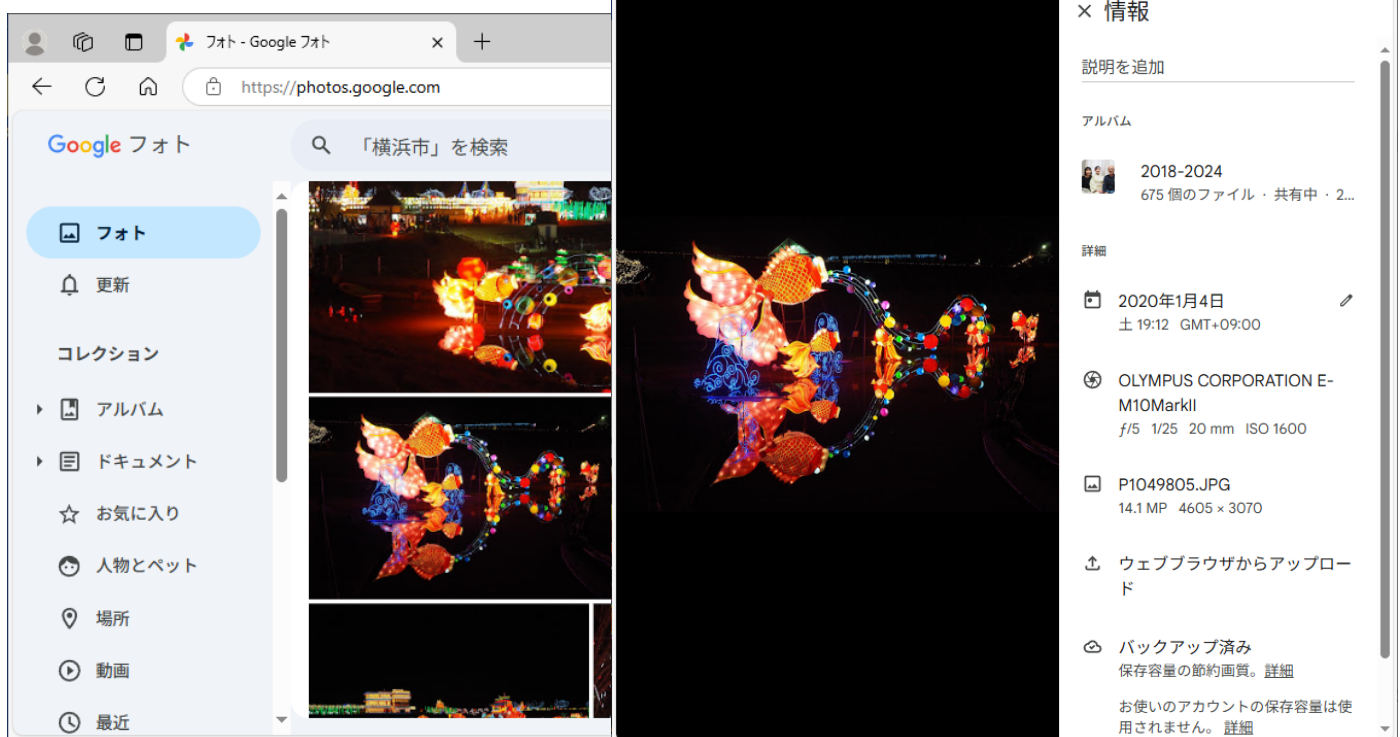 フォト - Google フォト
https://photos.google.com
Google フォト
「横浜市」を検索
フォト
更新
コレクション
アルバム
ドキュメント
お気に入り
人物とペット
場所
動画
最近
情報
説明を追加
アルバム
2018-2024
675 個のファイル · 共有中 · 2...
詳細
2020年1月4日
土 19:12 GMT+09:00
OLYMPUS CORPORATION E-
M10MarkII
ƒ/5 1/25 20 mm ISO 1600
P1049805.JPG
14.1 MP 4605 × 3070
ウェブブラウザからアップロー
ド
バックアップ済み
保存容量の節約画質。詳細
お使いのアカウントの保存容量は使
用されません。 詳細